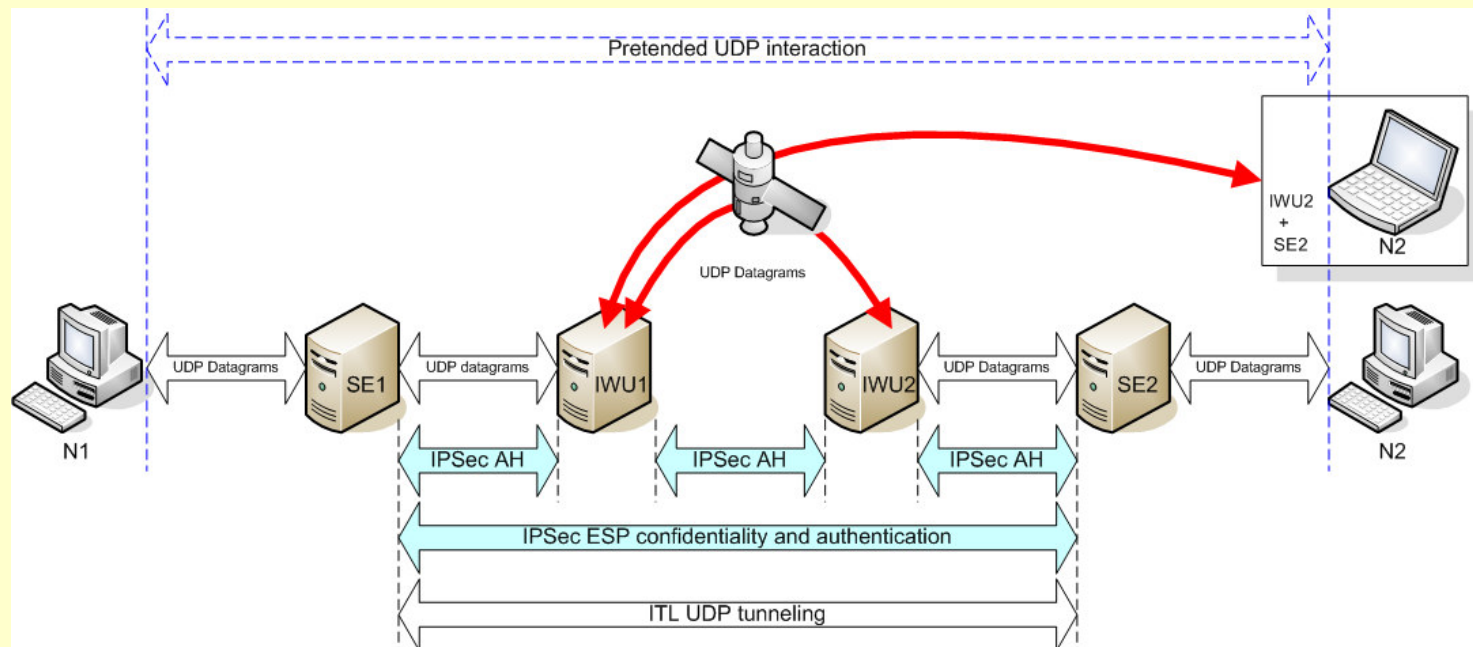 Pretended UDP interaction
IWU2
+
SE2
N2
UDP Datagrams
N1
UDP Datagrams
SE1
UDP datagrams
IWU1
IWU2
UDP Datagrams
SE2
UDP Datagrams
N2
IPSec AH
IPSec AH
IPSec AH
IPSec ESP confidentiality and authentication
ITL UDP tunneling